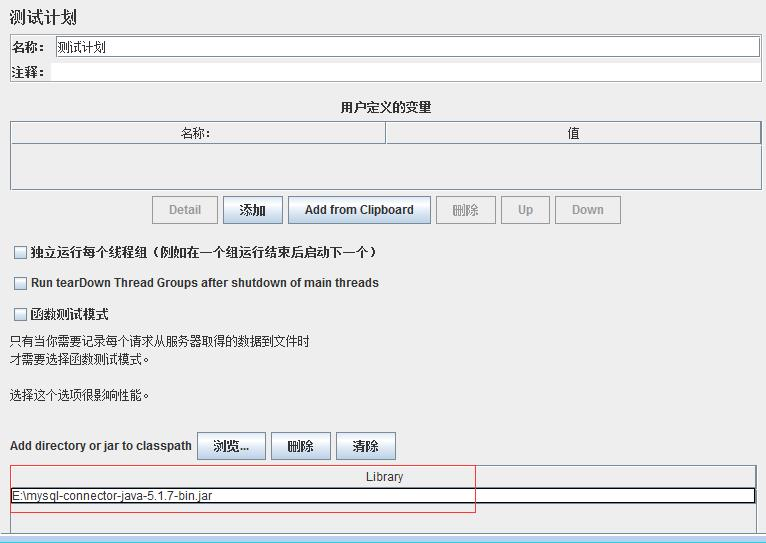 测试计划
名称： 测试计划
注释：
用户定义的变量
名称： 值
Detail 添加 Add from Clipboard 删除 Up Down
独立运行每个线程组（例如在一个组运行结束后启动下一个）
Run tearDown Thread Groups after shutdown of main threads
函数测试模式
只有当你需要记录每个请求从服务器取得的数据到文件时
才需要选择函数测试模式。
选择这个选项很影响性能。
Add directory or jar to classpath 浏览... 删除 清除
Library
E:\mysql-connector-java-5.1.7-bin.jar